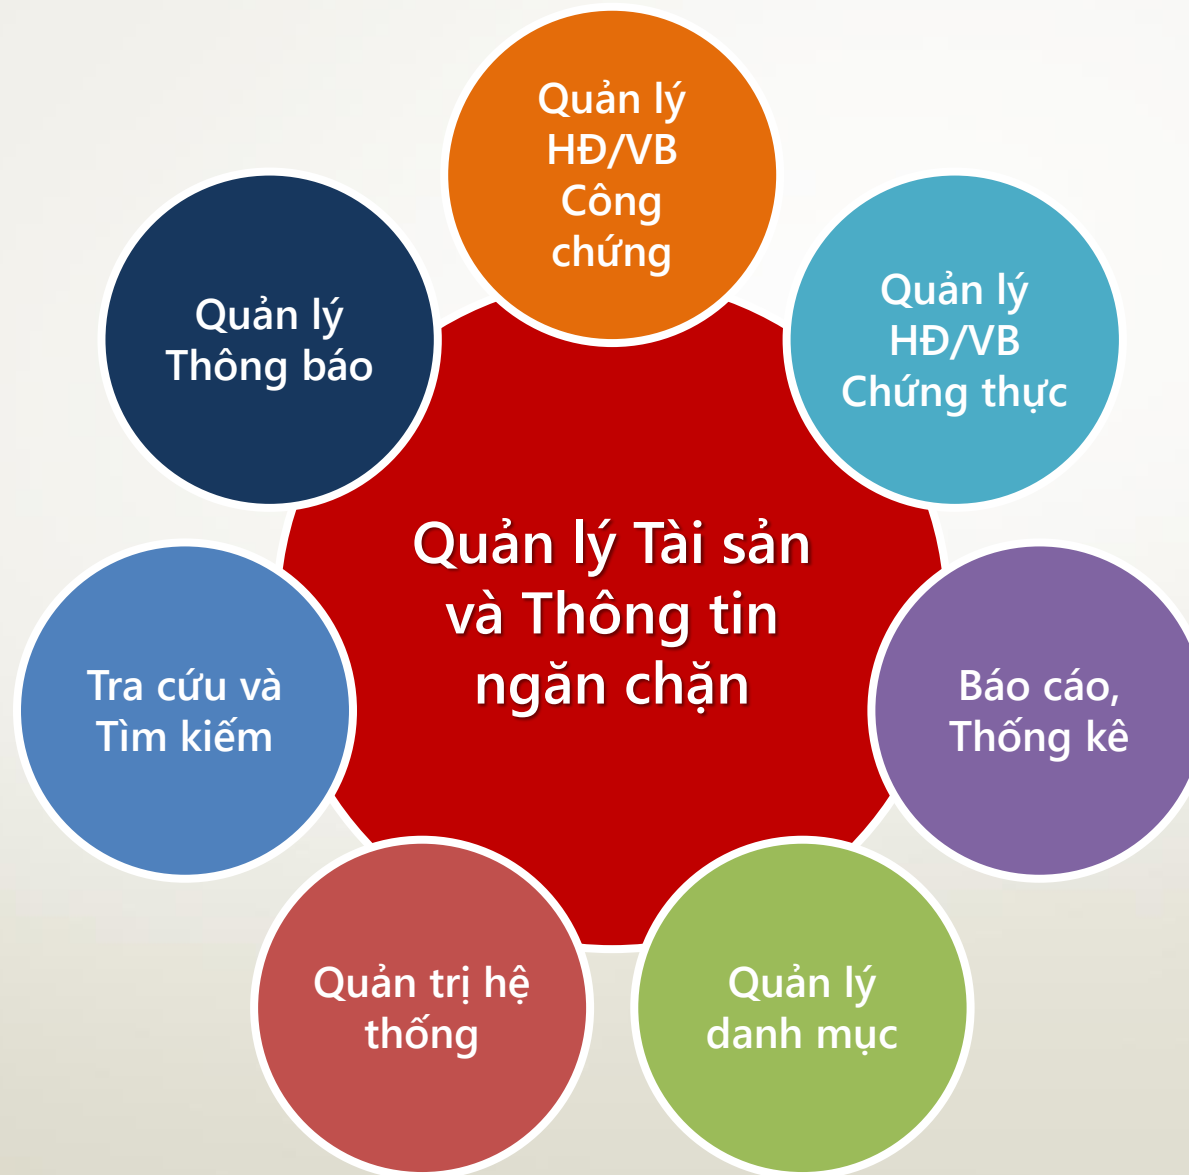 Quản lý
HĐ/VB
Công
chứng
Quản lý
HĐ/VB
Chứng thực
Quản lý
Thông báo
Quản lý Tài sản
và Thông tin
ngăn chặn
Tra cứu và
Tìm kiếm
Báo cáo,
Thống kê
Quản trị hệ
thống
Quản lý
danh mục